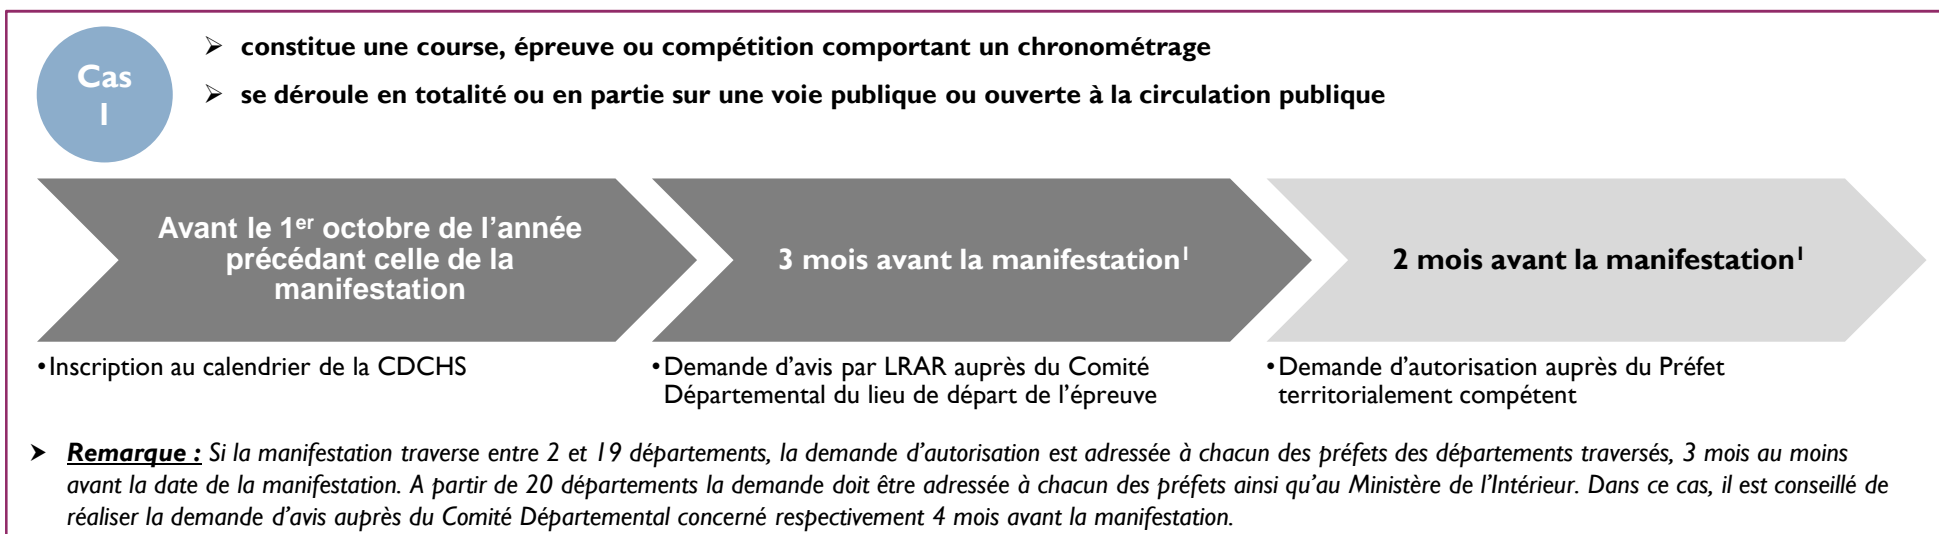 Cas
1
➢ constitue une course, épreuve ou compétition comportant un chronométrage
➢ se déroule en totalité ou en partie sur une voie publique ou ouverte à la circulation publique
Avant le 1er octobre de l’année
précédant celle de la
manifestation
3 mois avant la manifestation1
2 mois avant la manifestation1
•Inscription au calendrier de la CDCHS
•Demande d’avis par LRAR auprès du Comité
Départemental du lieu de départ de l’épreuve
•Demande d’autorisation auprès du Préfet
territorialement compétent
➢ Remarque : Si la manifestation traverse entre 2 et 19 départements, la demande d’autorisation est adressée à chacun des préfets des départements traversés, 3 mois au moins
avant la date de la manifestation. A partir de 20 départements la demande doit être adressée à chacun des préfets ainsi qu’au Ministère de l’Intérieur. Dans ce cas, il est conseillé de
réaliser la demande d’avis auprès du Comité Départemental concerné respectivement 4 mois avant la manifestation.